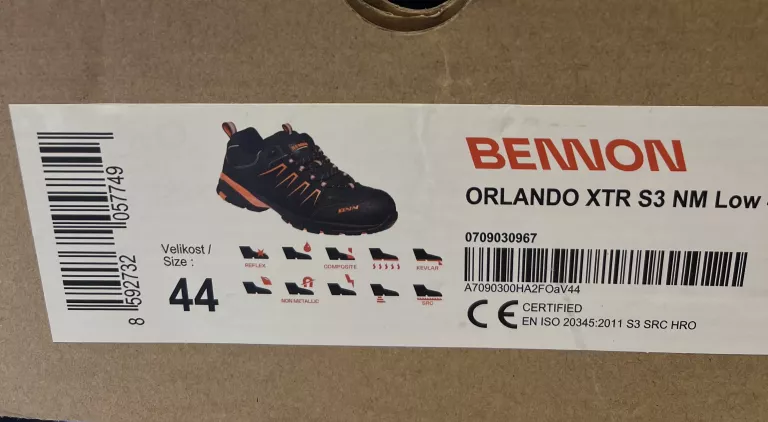 8 592732 057749
Velikost /
Size :
44
REFLEX
COMPOSITE
KEVLAR
NON METALLIC
SRC
BENNON
ORLANDO XTR S3 NM Low
0709030967
A7090300HA2FOaV44
CE CERTIFIED
EN ISO 20345:2011 S3 SRC HRO